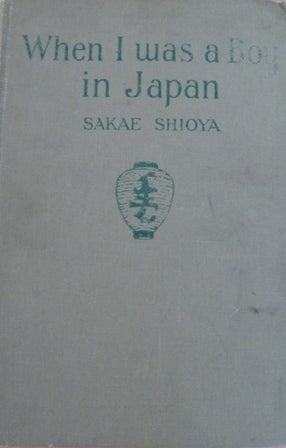 When I was a Boy
in Japan
SAKAE SHIOYA